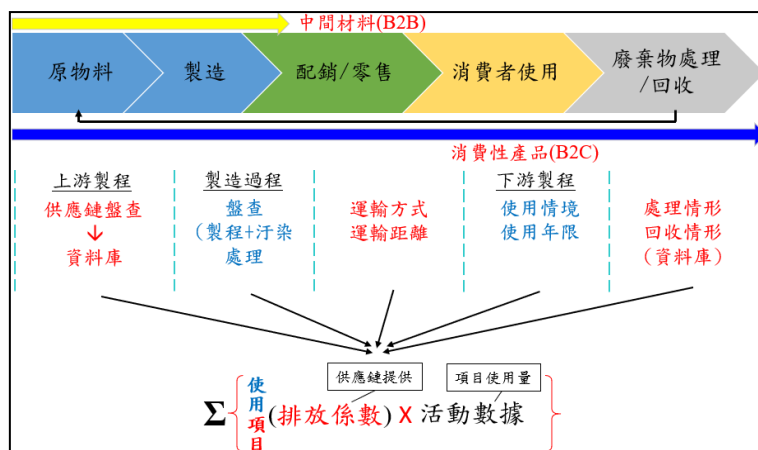 中間材料(B2B)
原物料
製造
配銷/零售
消費者使用
廢棄物處理
/回收
消費性產品(B2C)
上游製程
供應鏈盤查
資料庫
製造過程
盤查
(製程+汙染
處理
運輸方式
運輸距離
下游製程
使用情境
使用年限
處理情形
回收情形
(資料庫)
供應鏈提供
項目使用量
Σ{使用項目(排放係數) X 活動數據}